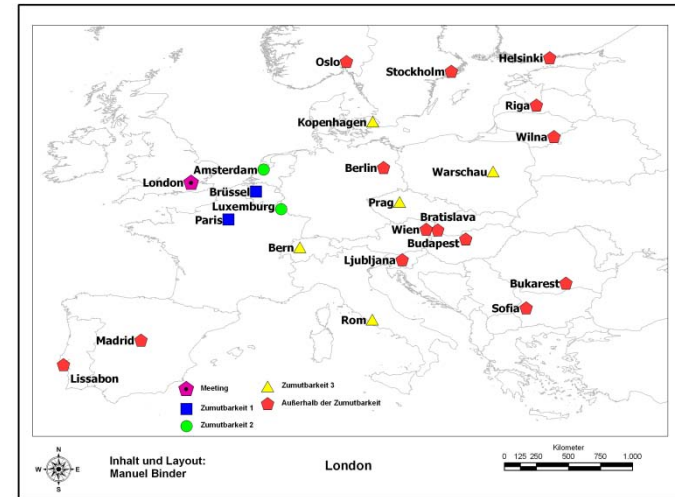 Oslo
Stockholm
Helsinki
Riga
Kopenhagen
Wilna
Amsterdam
Berlin
Warschau
London
Brüssel
Luxemburg
Prag
Paris
Wien
Bratislava
Budapest
Bern
Ljubljana
Bukarest
Sofia
Rom
Madrid
Lissabon
Meeting
Zumutbarkeit 1
Zumutbarkeit 2
Zumutbarkeit 3
Außerhalb der Zumutbarkeit
N
W
E
S
Inhalt und Layout:
Manuel Binder
London
Kilometer
0 125 250 500 750 1.000